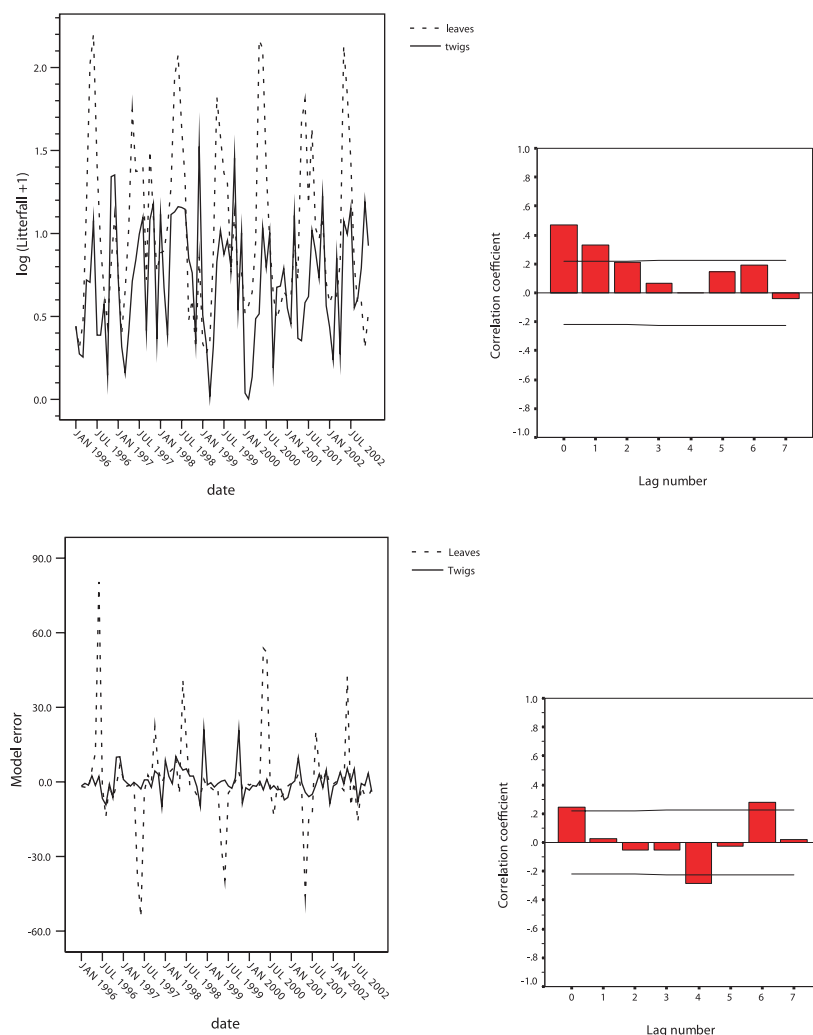 leaves
twigs
log (Litterfall +1)
2.0
1.5
1.0
0.5
0.0
JAN 1996
JUL 1996
JAN 1997
JUL 1997
JAN 1998
JUL 1998
JAN 1999
JUL 1999
JAN 2000
JUL 2000
JAN 2001
JUL 2001
JAN 2002
JUL 2002
date
Correlation coefficient
1.0
.8
.6
.4
.2
.0
-.2
-.4
-.6
-.8
-1.0
0 1 2 3 4 5 6 7
Lag number
Leaves
Twigs
Model error
90.0
60.0
30.0
0.0
-30.0
-60.0
JAN 1996
JUL 1996
JAN 1997
JUL 1997
JAN 1998
JUL 1998
JAN 1999
JUL 1999
JAN 2000
JUL 2000
JAN 2001
JUL 2001
JAN 2002
JUL 2002
date
Correlation coefficient
1.0
.8
.6
.4
.2
.0
-.2
-.4
-.6
-.8
-1.0
0 1 2 3 4 5 6 7
Lag number